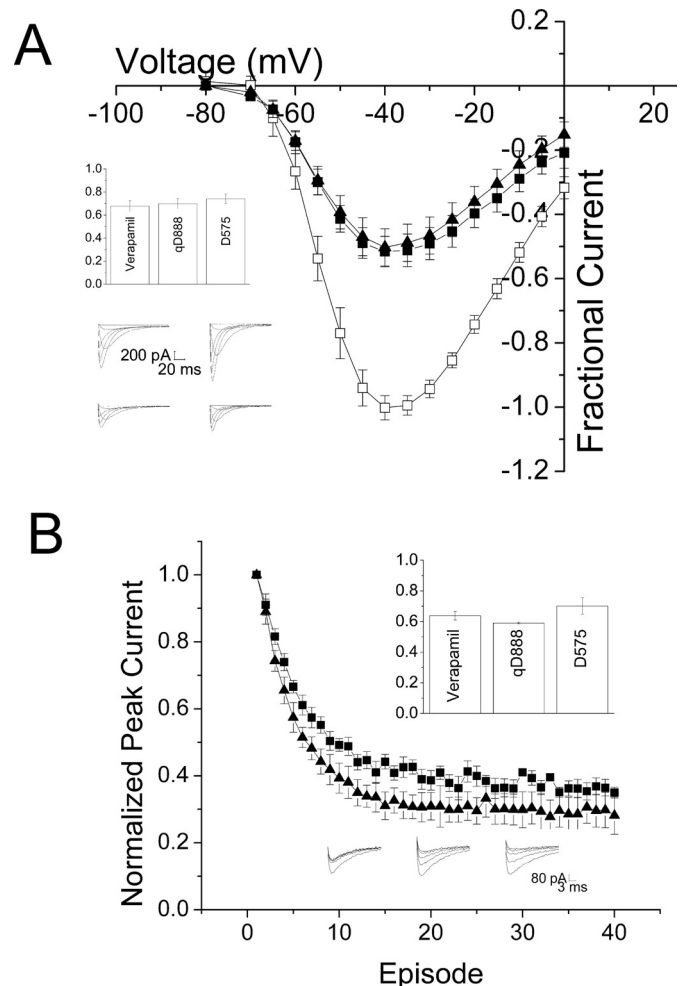 A
0.2
Voltage (mV)
-100 -80 -60 -40 -20 20
-0.2
-0.4
-0.6
-0.8
-1.0
-1.2
Fractional Current
1.0
0.8
0.6
0.4
0.2
0.0
Verapamil
qD888
D575
200 pA
20 ms
B
Normalized Peak Current
1.0
0.8
0.6
0.4
0.2
0.0
1.0
0.8
0.6
0.4
0.2
0.0
Verapamil
qD888
D575
80 pA
3 ms
0 10 20 30 40
Episode